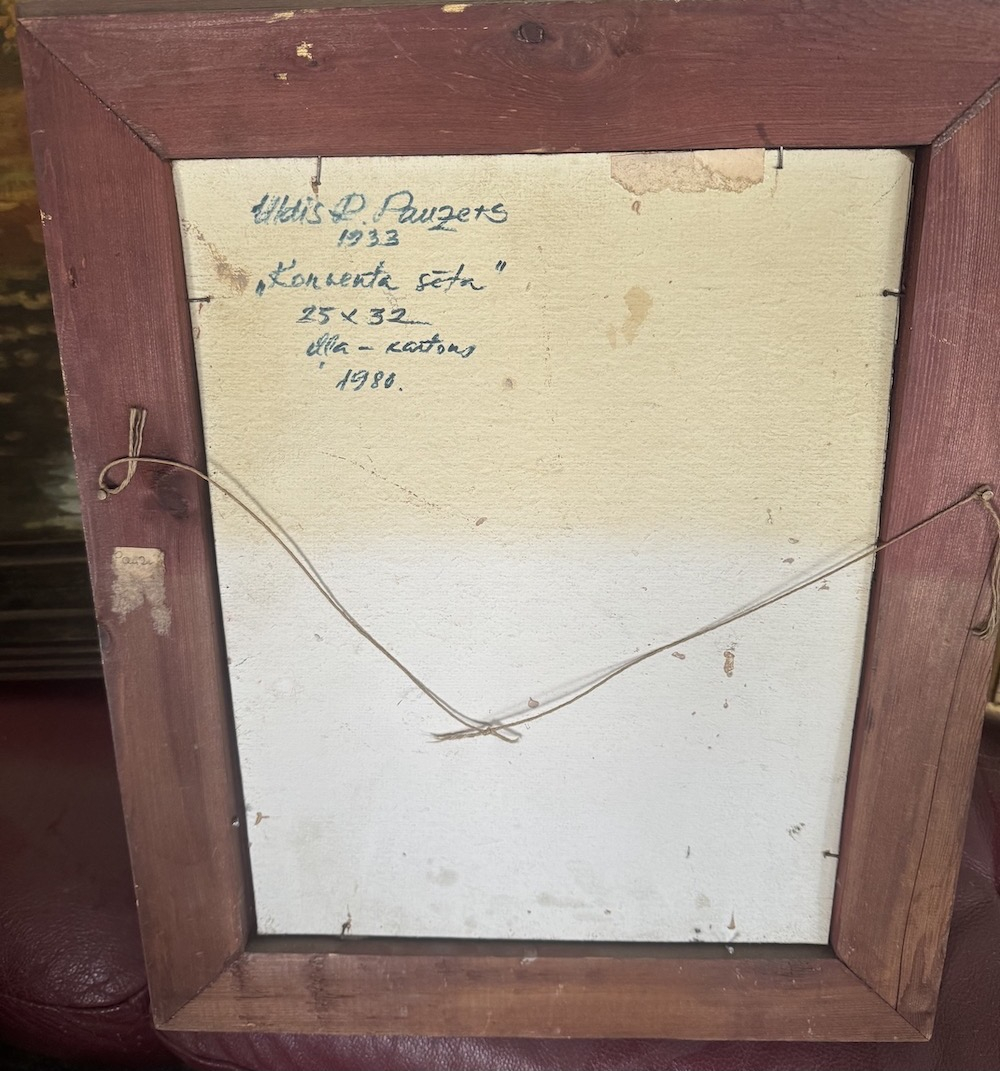 Uldis R. Pauzers
1933
„Konventa sēta"
25 x 32
eļļa - kartons
1980.